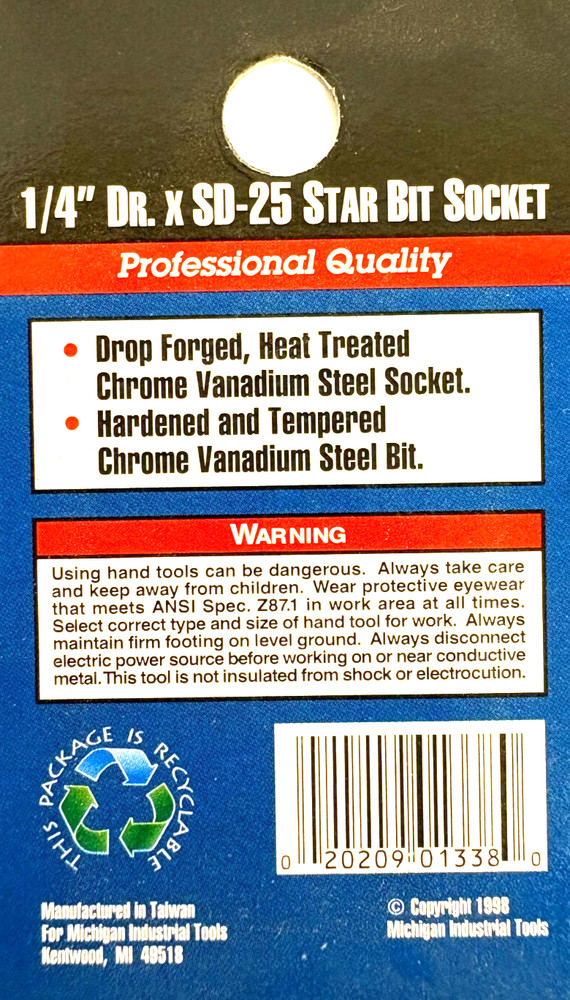 1/4" DR. X SD-25 STAR BIT SOCKET
Professional Quality
• Drop Forged, Heat Treated
Chrome Vanadium Steel Socket.
• Hardened and Tempered
Chrome Vanadium Steel Bit.
WARNING
Using hand tools can be dangerous. Always take care
and keep away from children. Wear protective eyewear
that meets ANSI Spec. Z87.1 in work area at all times.
Select correct type and size of hand tool for work. Always
maintain firm footing on level ground. Always disconnect
electric power source before working on or near conductive
metal. This tool is not insulated from shock or electrocution.
THIS PACKAGE IS RECYCLABLE
0 20209 01338 0
Manufactured in Taiwan
For Michigan Industrial Tools
Kentwood, MI 49518
© Copyright 1998
Michigan Industrial Tools